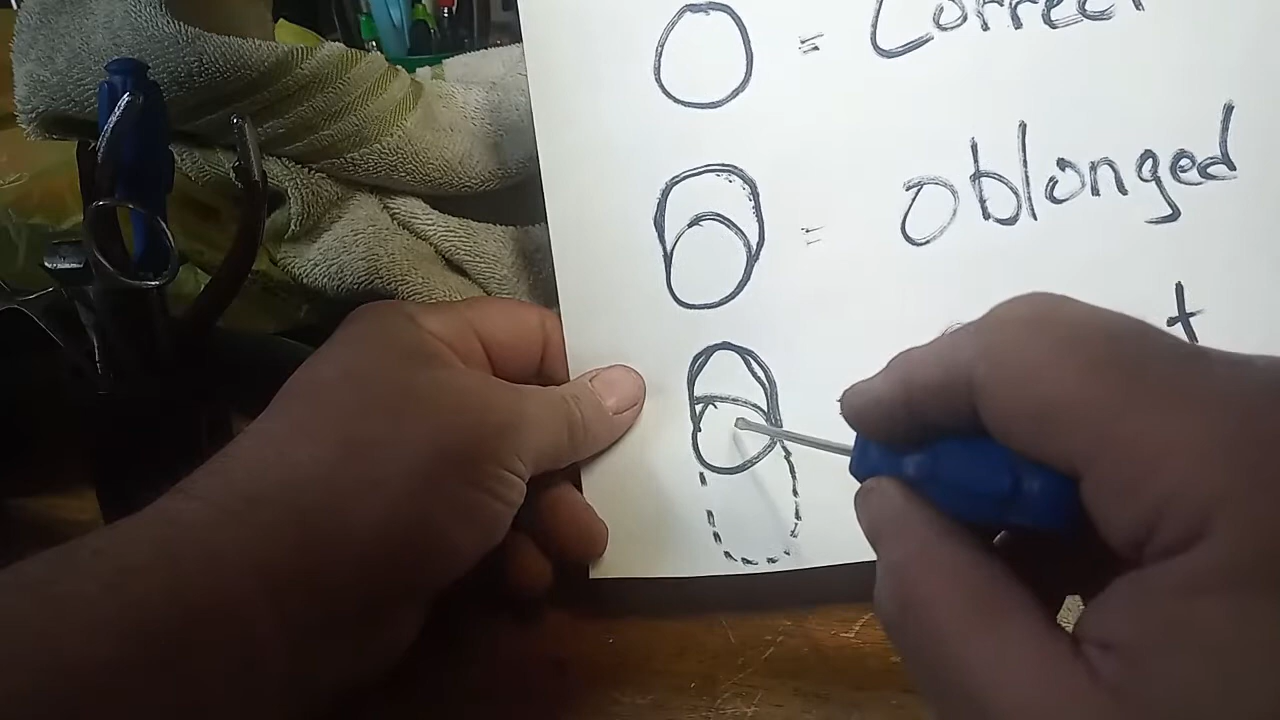 = Correct
= oblonged